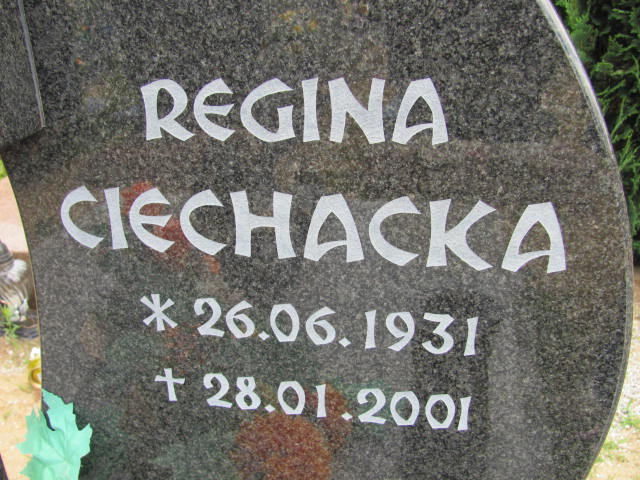 REGINA
CIECHACKA
* 26.06.1931
† 28.01.2001